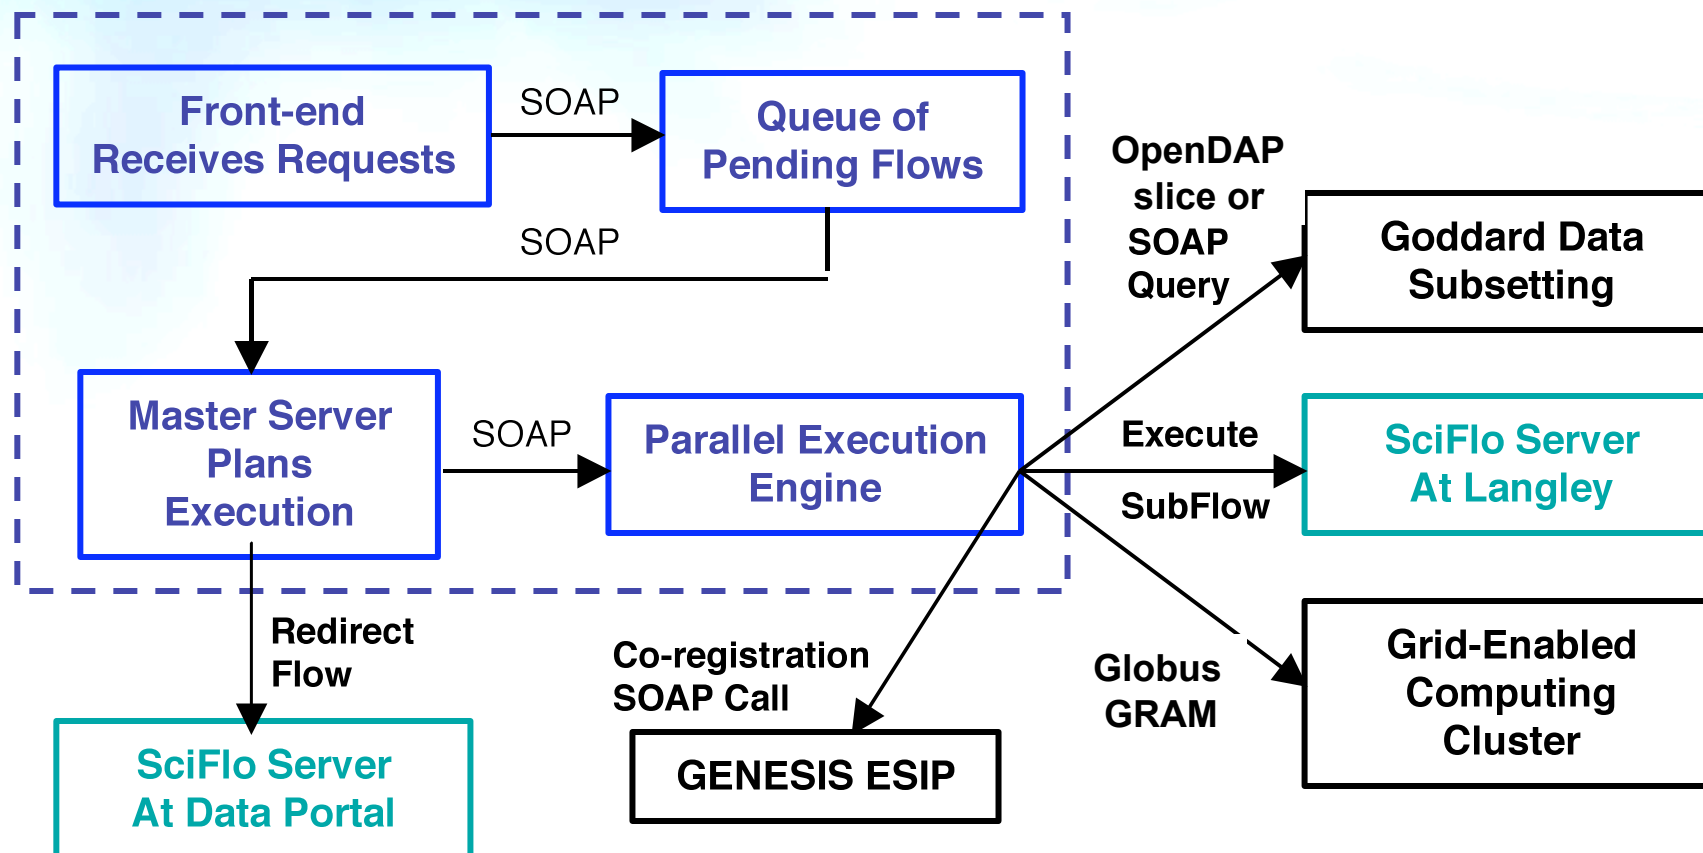 Front-end
Receives Requests
SOAP
Queue of
Pending Flows
SOAP
OpenDAP
slice or
SOAP
Query
Goddard Data
Subsetting
Master Server
Plans
Execution
SOAP
Parallel Execution
Engine
Execute
SubFlow
SciFlo Server
At Langley
Redirect
Flow
Co-registration
SOAP Call
Globus
GRAM
Grid-Enabled
Computing
Cluster
SciFlo Server
At Data Portal
GENESIS ESIP